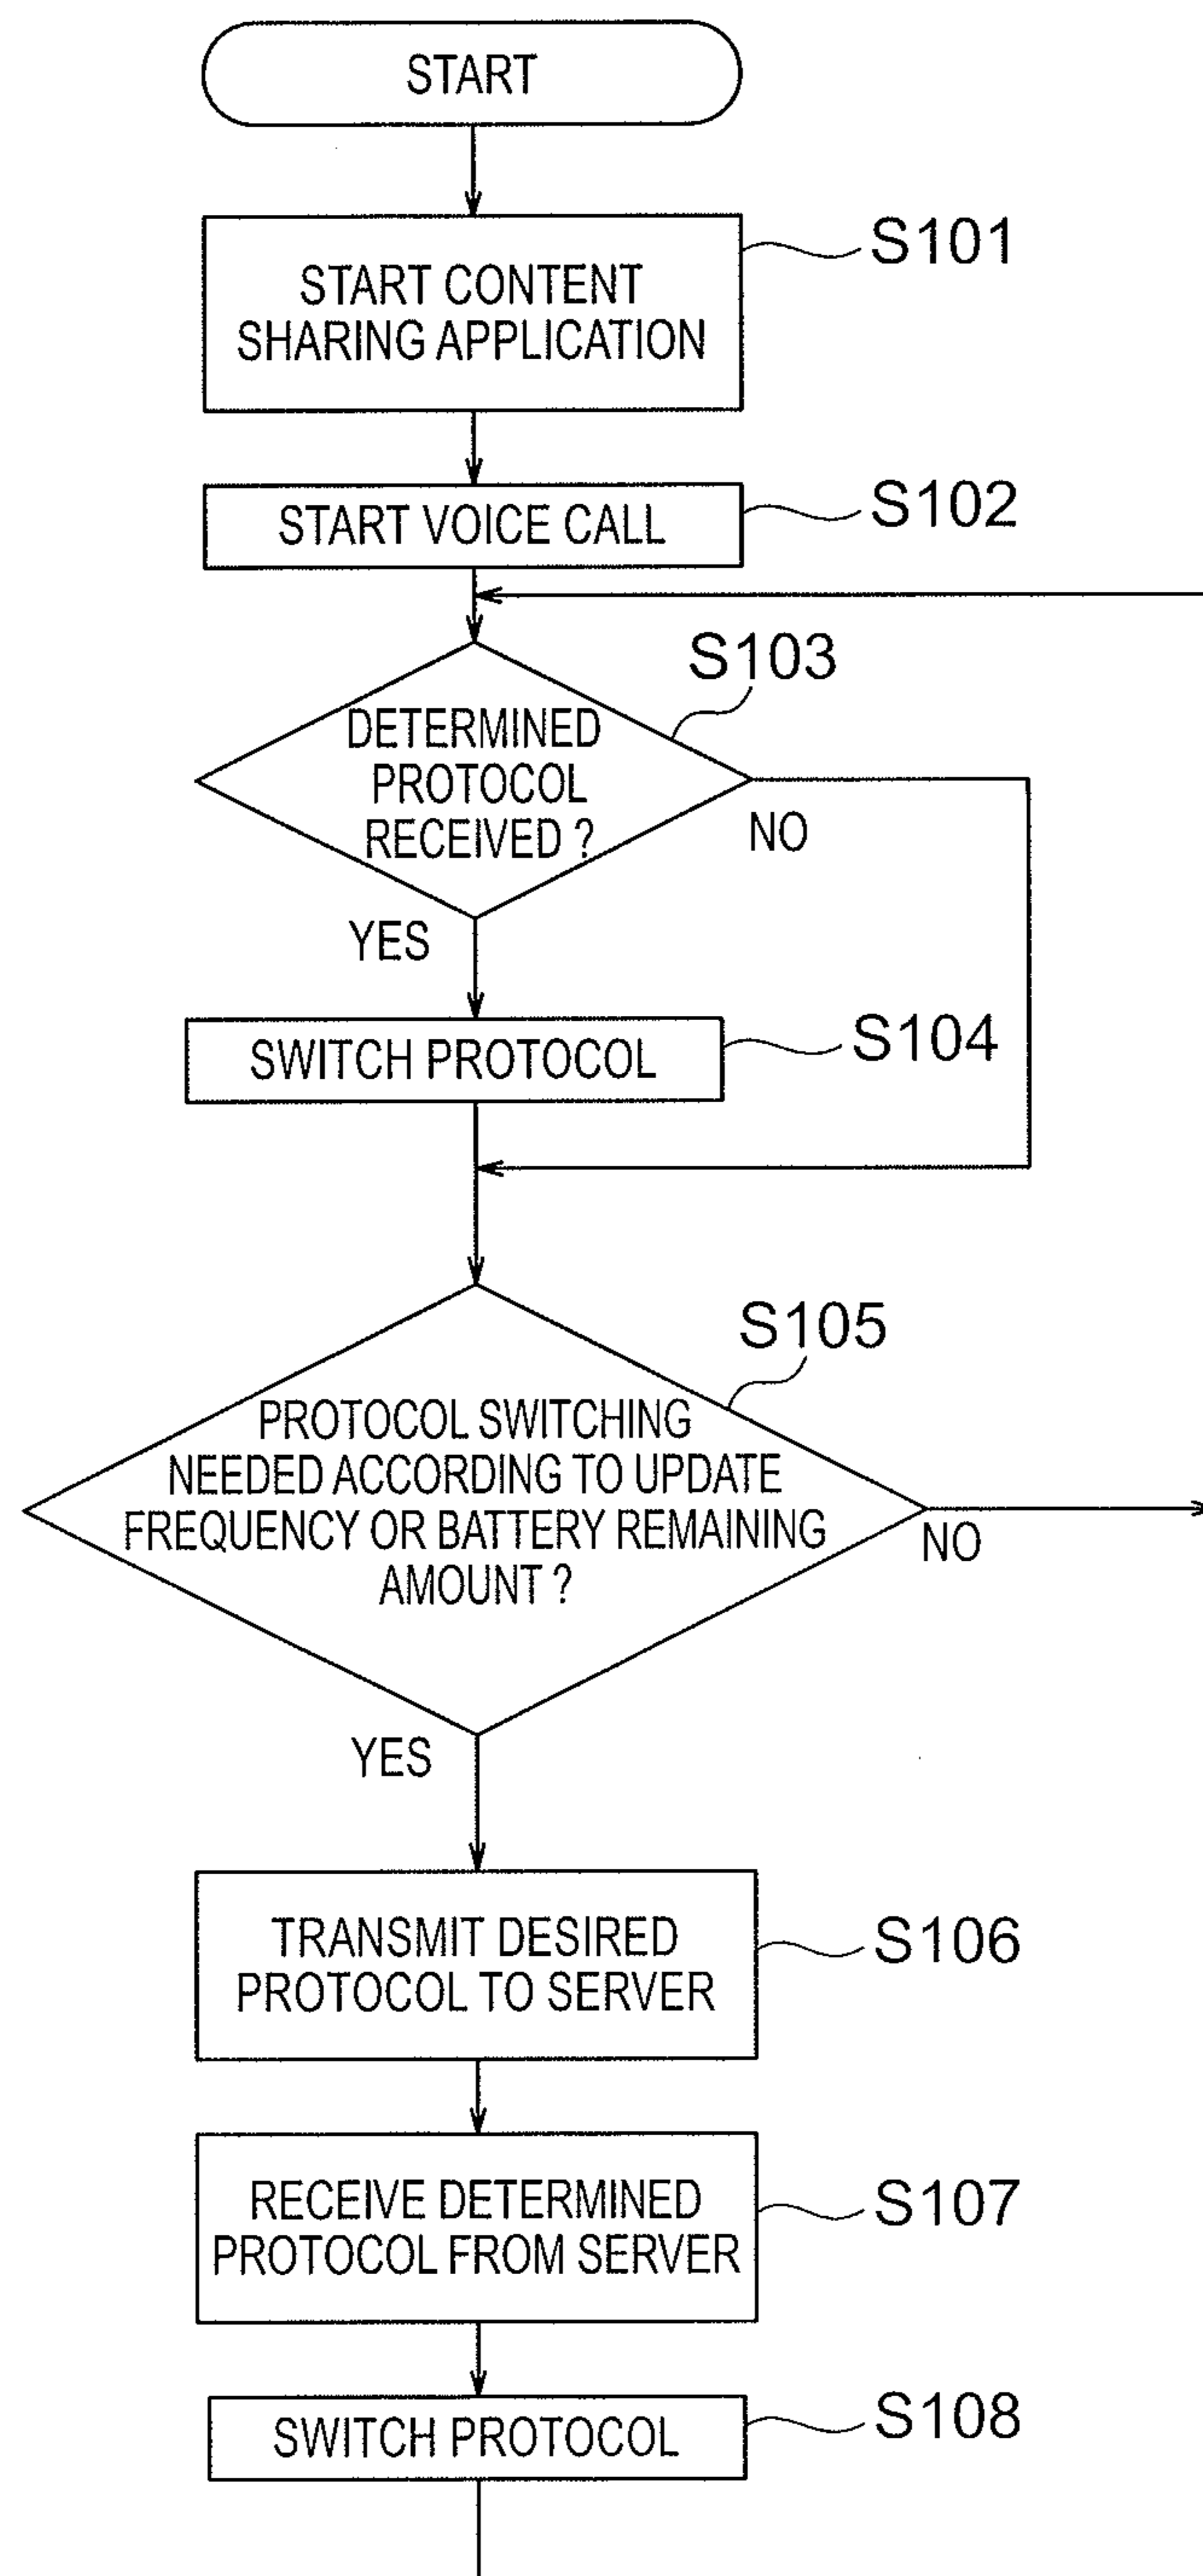 START
S101
START CONTENT
SHARING APPLICATION
S102
START VOICE CALL
S103
DETERMINED
PROTOCOL
RECEIVED ?
NO
YES
S104
SWITCH PROTOCOL
S105
PROTOCOL SWITCHING
NEEDED ACCORDING TO UPDATE
FREQUENCY OR BATTERY REMAINING
AMOUNT ?
NO
YES
S106
TRANSMIT DESIRED
PROTOCOL TO SERVER
S107
RECEIVE DETERMINED
PROTOCOL FROM SERVER
S108
SWITCH PROTOCOL